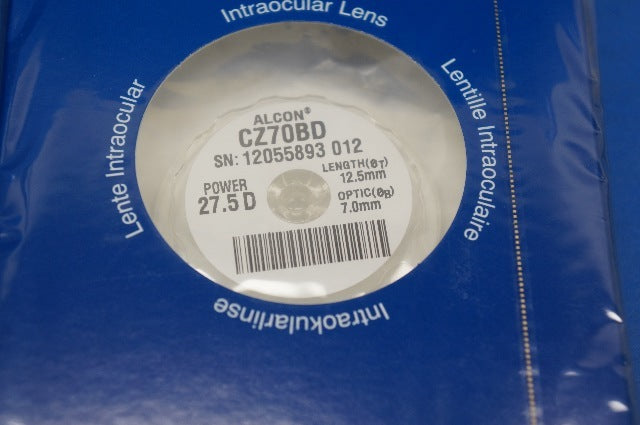 Intraocular Lens
Lente Intraocular
Lentille Intraoculaire
ALCON®
CZ70BD
SN: 12055893 012
POWER
27.5 D
LENGTH(ØT)
12.5mm
OPTIC(ØB)
7.0mm
Intraokularlinse